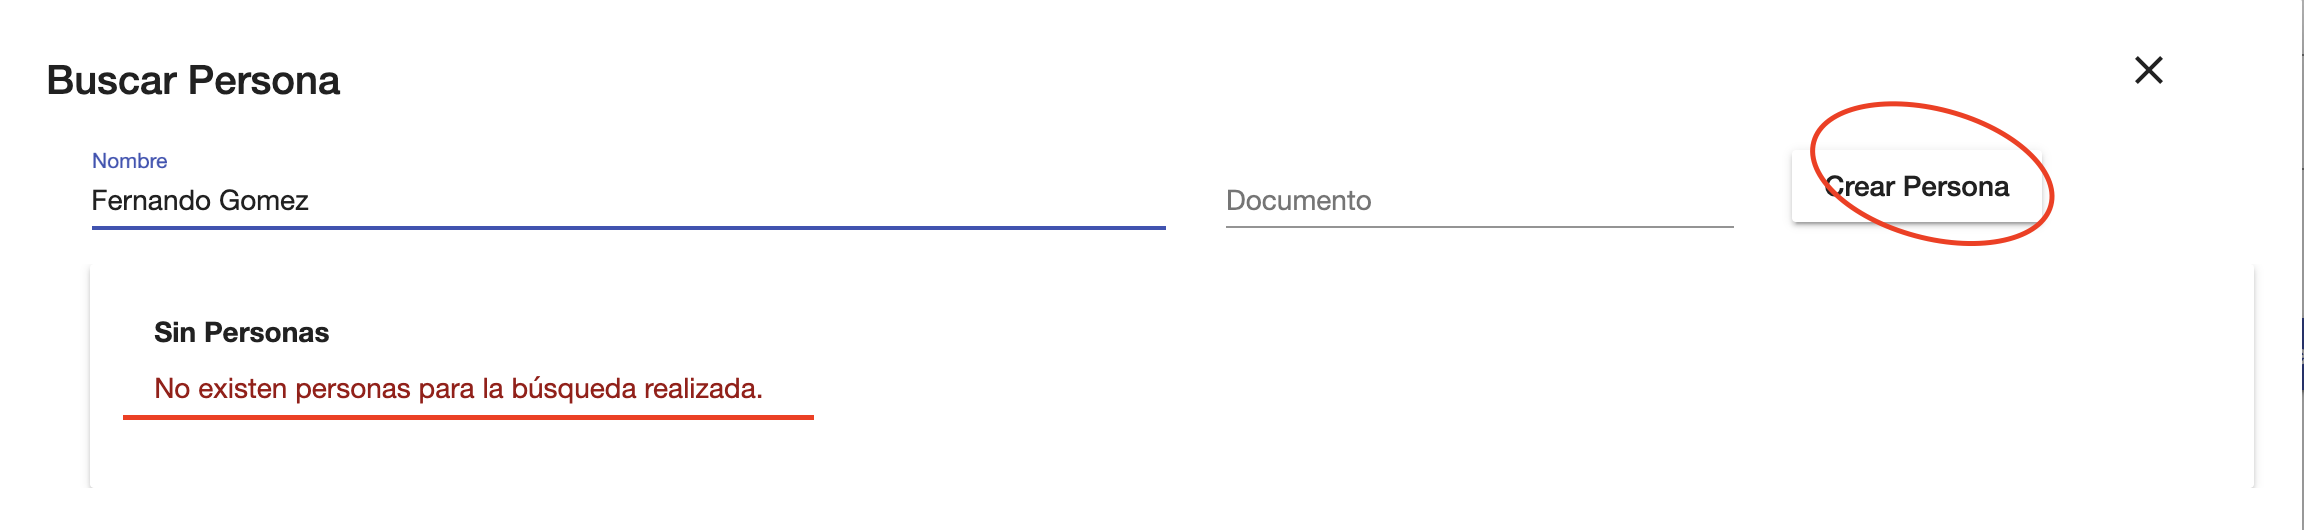 Buscar Persona
Nombre
Fernando Gomez
Documento
Crear Persona
Sin Personas
No existen personas para la búsqueda realizada.